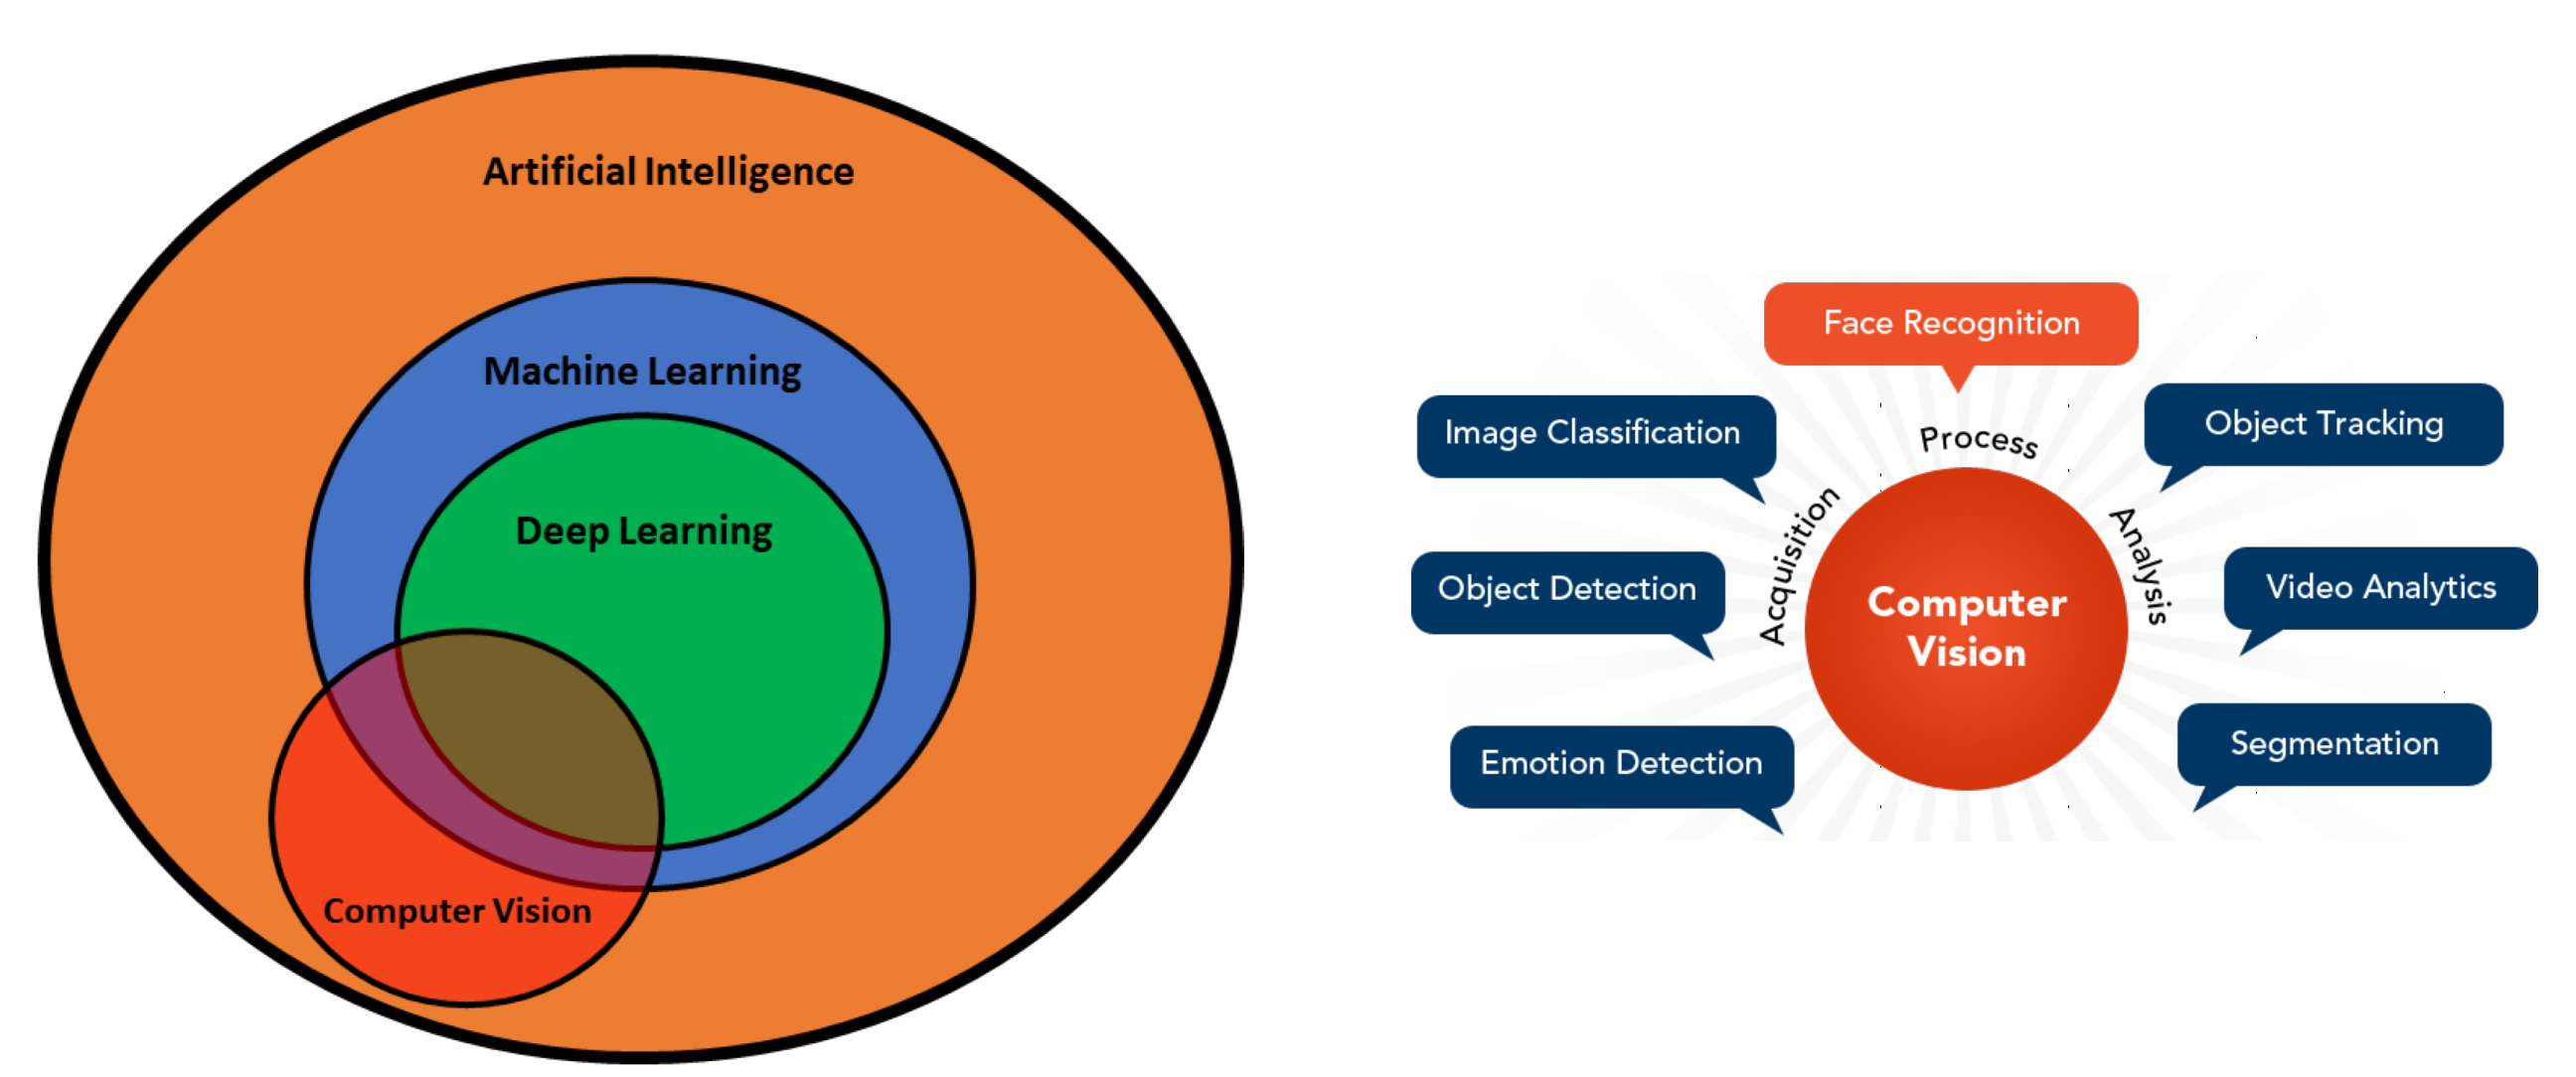 Artificial Intelligence
Machine Learning
Deep Learning
Computer Vision
Face Recognition
Image Classification
Object Tracking
Process
Acquisition
Analysis
Object Detection
Video Analytics
Computer
Vision
Emotion Detection
Segmentation